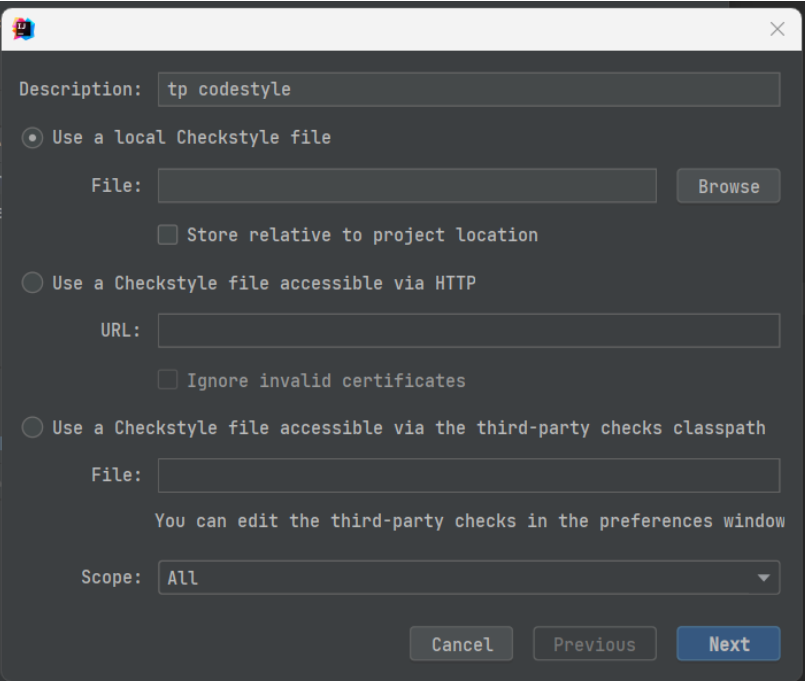 Description: tp codestyle
Use a local Checkstyle file
File: Browse
Store relative to project location
Use a Checkstyle file accessible via HTTP
URL:
Ignore invalid certificates
Use a Checkstyle file accessible via the third-party checks classpath
File:
You can edit the third-party checks in the preferences window
Scope: All
Cancel Previous Next